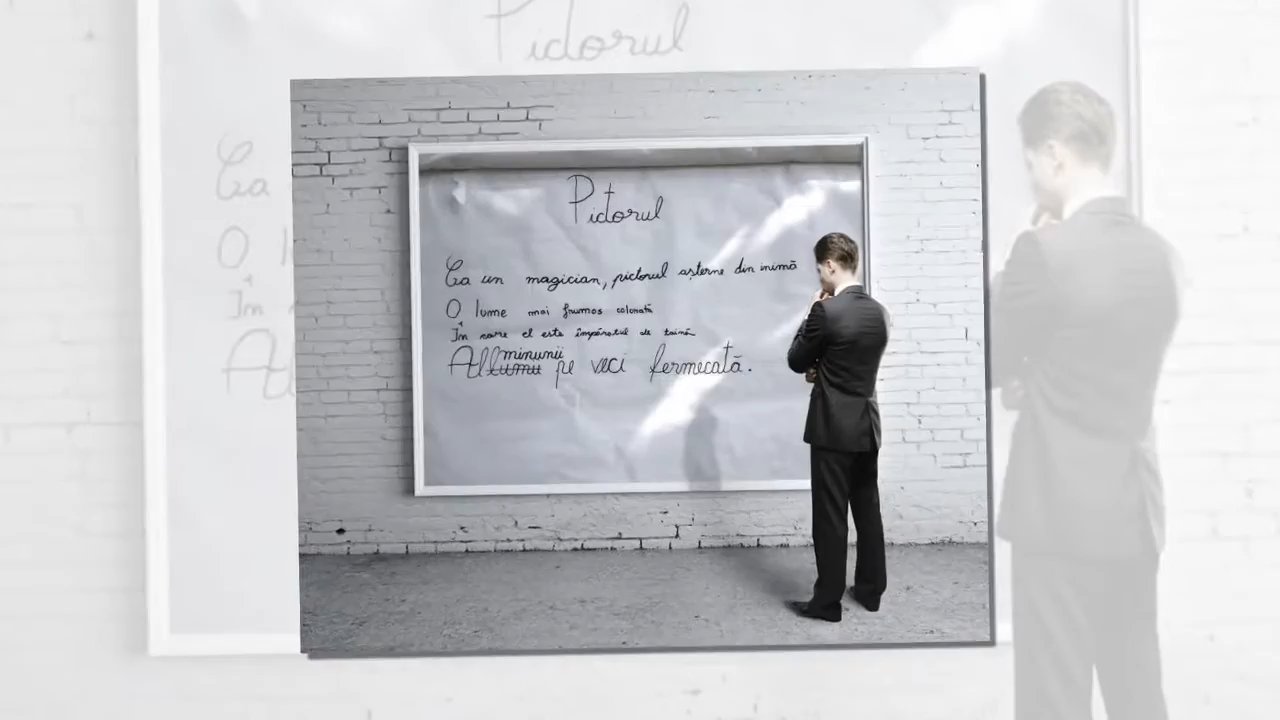 Pictorul
Ca un magician, pictorul așterne din inimă
O lume mai frumos colorată
În care el este împăratul de taină
Al lumii minunii pe veci fermecată.